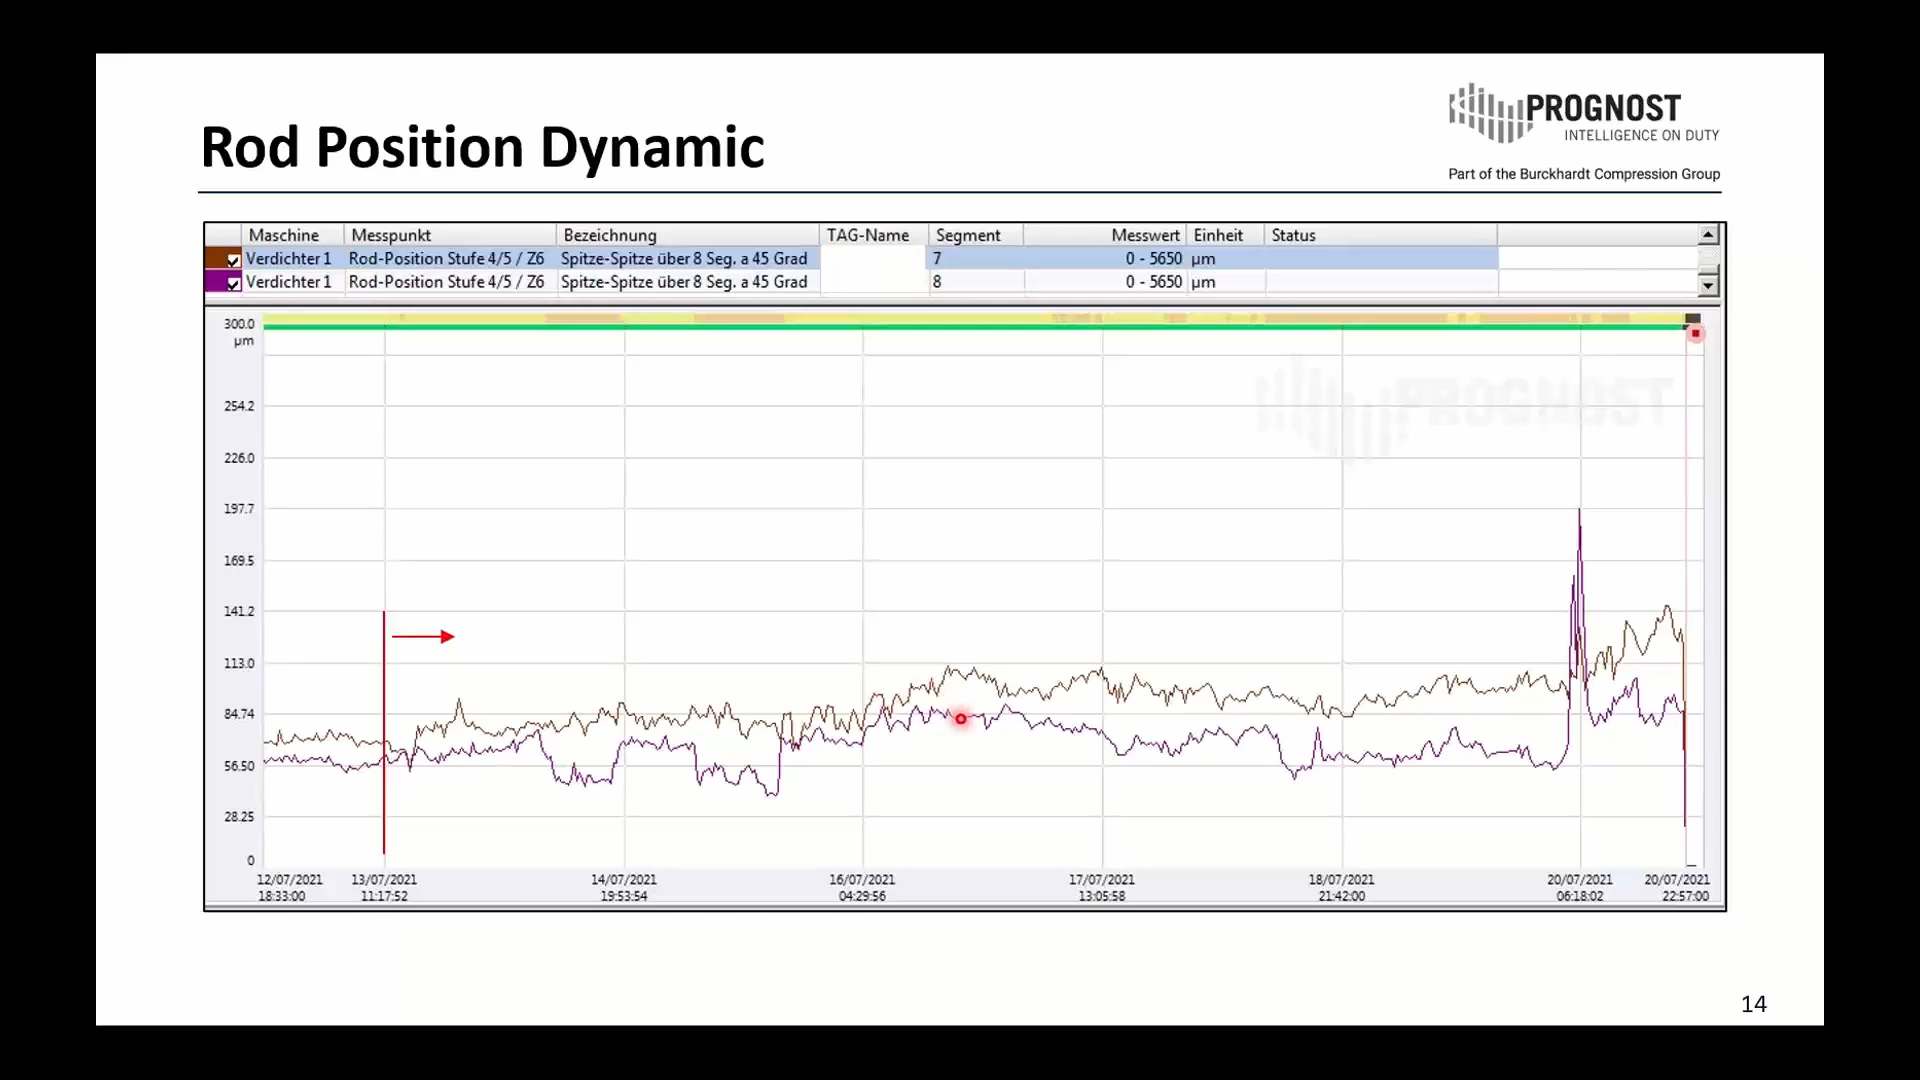 Rod Position Dynamic
PROGNOST
INTELLIGENCE ON DUTY
Part of the Burckhardt Compression Group
Maschine Messpunkt Bezeichnung TAG-Name Segment Messwert Einheit Status
Verdichter 1 Rod-Position Stufe 4/5 / Z6 Spitze-Spitze über 8 Seg. a 45 Grad 7 0 - 5650 µm
Verdichter 1 Rod-Position Stufe 4/5 / Z6 Spitze-Spitze über 8 Seg. a 45 Grad 8 0 - 5650 µm
300.0
µm
PROGNOST
254.2
226.0
197.7
169.5
141.2
113.0
84.74
56.50
28.25
0
12/07/2021 13/07/2021 14/07/2021 16/07/2021 17/07/2021 18/07/2021 20/07/2021 20/07/2021
18:33:00 11:17:52 19:53:54 04:29:56 13:05:58 21:42:00 06:18:02 22:57:00
14